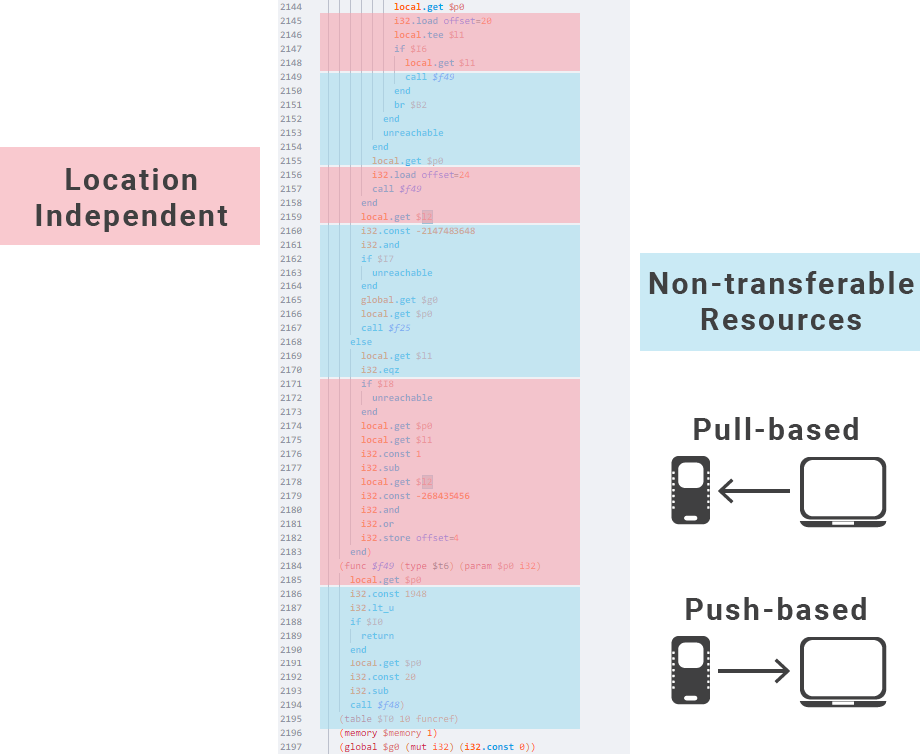 2144 local.get $p0
2145 i32.load offset=20
2146 local.tee $l1
2147 if $I6
2148 local.get $l1
2149 call $f49
2150 end
2151 br $B2
2152 end
2153 unreachable
2154 end
2155 local.get $p0
2156 i32.load offset=24
2157 call $f49
2158 end
2159 local.get $l1
2160 i32.const -2147483648
2161 i32.and
2162 if $I7
2163 unreachable
2164 end
2165 global.get $g0
2166 local.get $p0
2167 call $f25
2168 else
2169 local.get $l1
2170 i32.eqz
2171 if $I8
2172 unreachable
2173 end
2174 local.get $p0
2175 local.get $l1
2176 i32.const 1
2177 i32.sub
2178 local.get $l1
2179 i32.const -268435456
2180 i32.and
2181 i32.or
2182 i32.store offset=4
2183 end)
2184 (func $f49 (type $t6) (param $p0 i32)
2185 local.get $p0
2186 i32.const 1948
2187 i32.lt_u
2188 if $I0
2189 return
2190 end
2191 local.get $p0
2192 i32.const 20
2193 i32.sub
2194 call $f48)
2195 (table $T0 10 funcref)
2196 (memory $memory 1)
2197 (global $g0 (mut i32) (i32.const 0))
Location
Independent
Non-transferable
Resources
Pull-based
Push-based